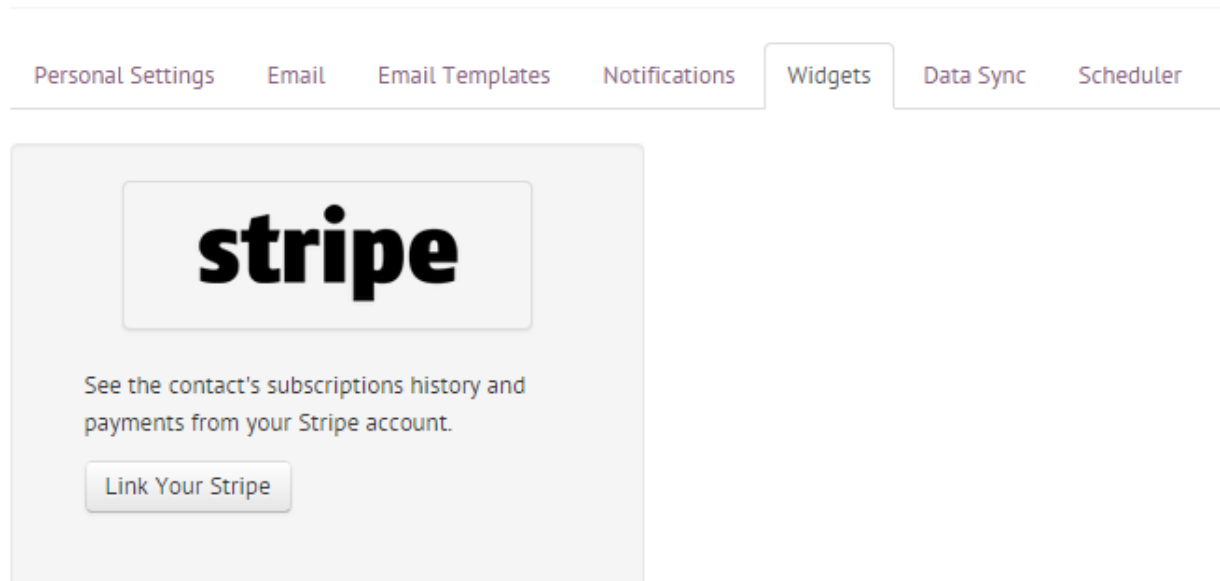 Personal Settings Email Email Templates Notifications Widgets Data Sync Scheduler
stripe
See the contact's subscriptions history and
payments from your Stripe account.
Link Your Stripe